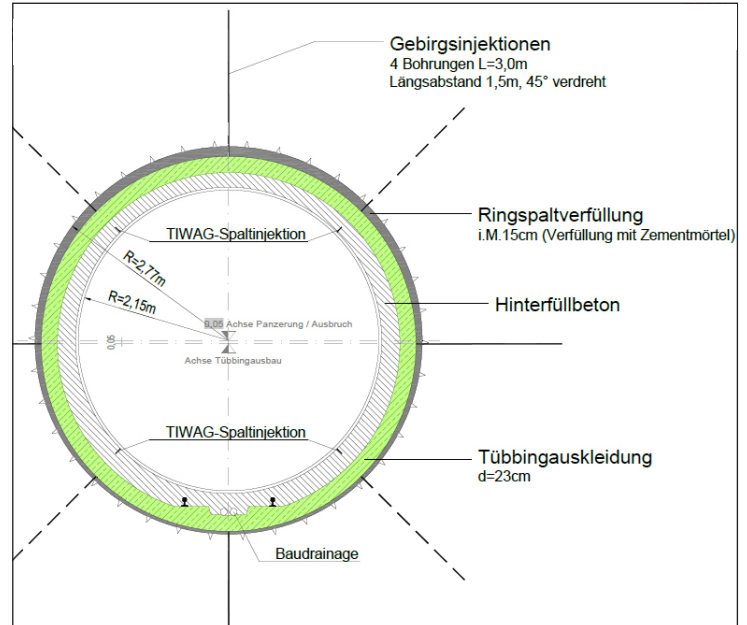 Gebirgsinjektionen
4 Bohrungen L=3,0m
Längsabstand 1,5m, 45° verdreht
Ringspaltverfüllung
i.M.15cm (Verfüllung mit Zementmörtel)
TIWAG-Spaltinjektion
R=2,77m
R=2,15m
Hinterfüllbeton
0,05 Achse Panzerung / Ausbruch
0,05
Achse Tübbingausbau
TIWAG-Spaltinjektion
Tübbingauskleidung
d=23cm
Baudrainage